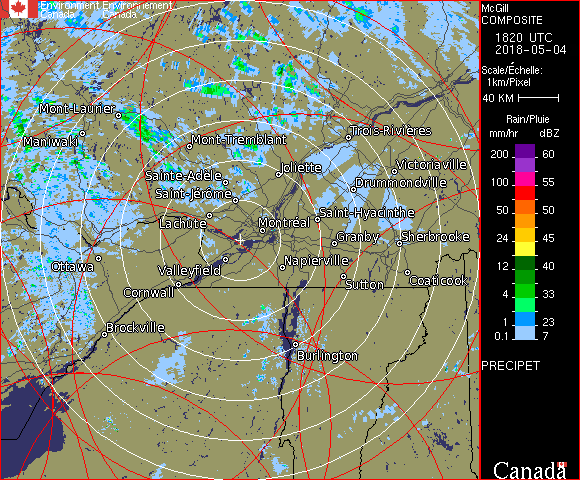 Environment Environnement
Canada Canada
McGill
COMPOSITE
1820 UTC
2018-05-04
Scale/Échelle:
1km/Pixel
40 KM
Rain/Pluie
mm/hr dBZ
200 60
100 55
50 50
24 45
12 40
4 33
1 23
0.1 7
PRECIPET
Canada
Mont-Laurier
Maniwaki
Mont-Tremblant
Trois-Rivières
Joliette
Victoriaville
Sainte-Adèle
Drummondville
Saint-Jérôme
Saint-Hyacinthe
Lachute
Montréal
Granby
Sherbrooke
Ottawa
Valleyfield
Napierville
Cornwall
Sutton
Coaticook
Brockville
Burlington